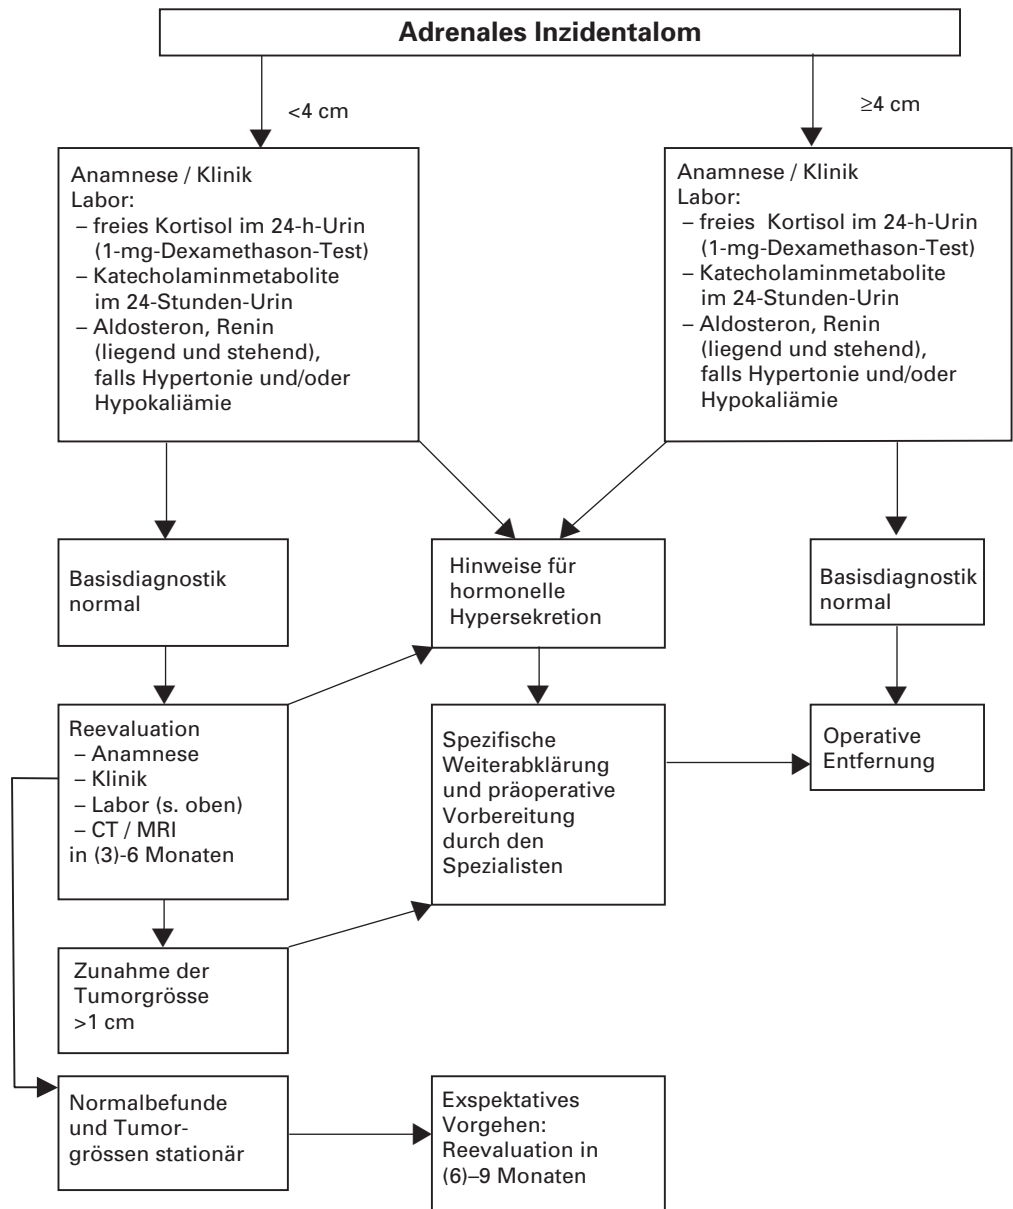 Adrenales Inzidentalom
<4 cm
≥4 cm
Anamnese / Klinik
Labor:
– freies Kortisol im 24-h-Urin
(1-mg-Dexamethason-Test)
– Katecholaminmetabolite
im 24-Stunden-Urin
– Aldosteron, Renin
(liegend und stehend),
falls Hypertonie und/oder
Hypokaliämie
Anamnese / Klinik
Labor:
– freies Kortisol im 24-h-Urin
(1-mg-Dexamethason-Test)
– Katecholaminmetabolite
im 24-Stunden-Urin
– Aldosteron, Renin
(liegend und stehend),
falls Hypertonie und/oder
Hypokaliämie
Basisdiagnostik
normal
Hinweise für
hormonelle
Hypersekretion
Basisdiagnostik
normal
Reevaluation
– Anamnese
– Klinik
– Labor (s. oben)
– CT / MRI
in (3)-6 Monaten
Spezifische
Weiterabklärung
und präoperative
Vorbereitung
durch den
Spezialisten
Operative
Entfernung
Zunahme der
Tumorgrösse
>1 cm
Normalbefunde
und Tumor-
grössen stationär
Exspektatives
Vorgehen:
Reevaluation in
(6)–9 Monaten